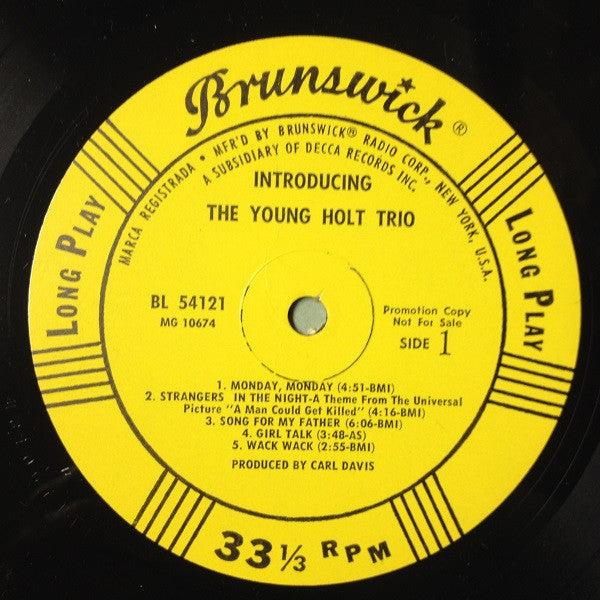 Brunswick®
MARCA REGISTRADA • MFR'D BY BRUNSWICK® RADIO CORP., NEW YORK, U.S.A.
A SUBSIDIARY OF DECCA RECORDS INC.
INTRODUCING
THE YOUNG HOLT TRIO
LONG PLAY
LONG PLAY
BL 54121
MG 10674
Promotion Copy
Not For Sale
SIDE 1
1. MONDAY, MONDAY (4:51-BMI)
2. STRANGERS IN THE NIGHT-A Theme From The Universal
Picture "A Man Could Get Killed" (4:16-BMI)
3. SONG FOR MY FATHER (6:06-BMI)
4. GIRL TALK (3:48-AS)
5. WACK WACK (2:55-BMI)
PRODUCED BY CARL DAVIS
33 1/3 RPM